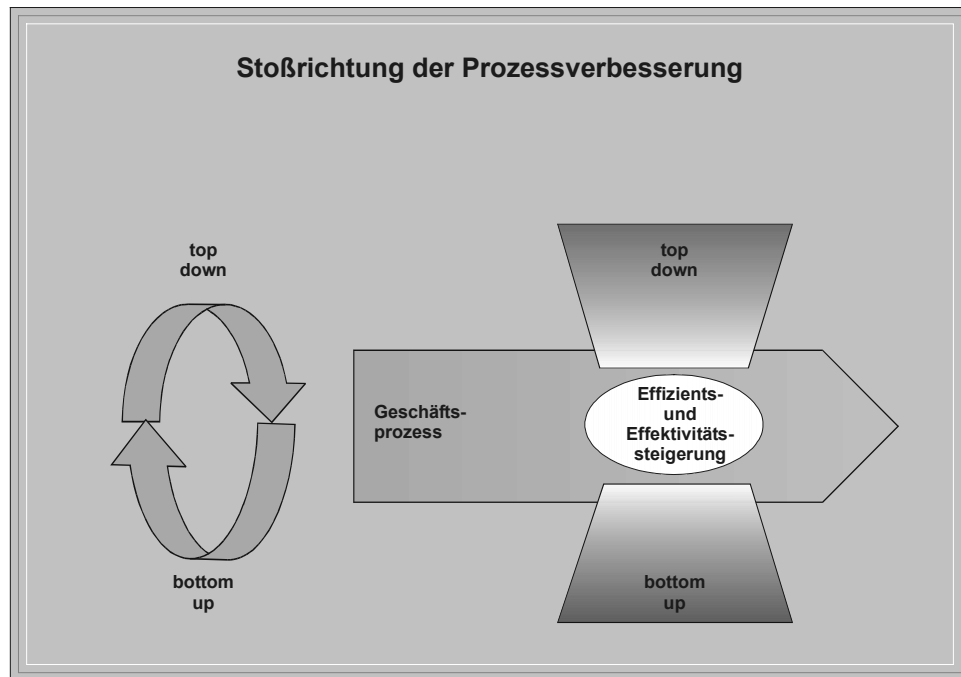 Stoßrichtung der Prozessverbesserung
top
down
top
down
Geschäfts-
prozess
Effizients-
und
Effektivitäts-
steigerung
bottom
up
bottom
up